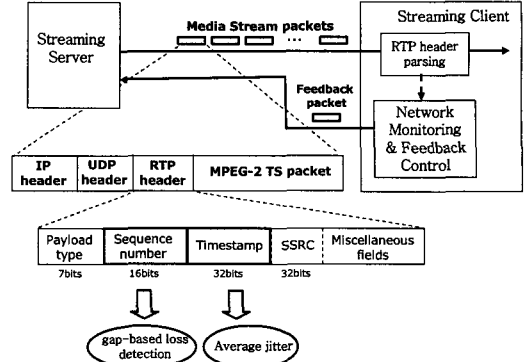 Streaming Client
Media Stream packets
...
Streaming
Server
RTP header
parsing
Feedback
packet
Network
Monitoring
& Feedback
Control
IP
header
UDP
header
RTP
header
MPEG-2 TS packet
Payload
type
Sequence
number
Timestamp
SSRC
Miscellaneous
fields
7bits
16bits
32bits
32bits
gap-based loss
detection
Average jitter